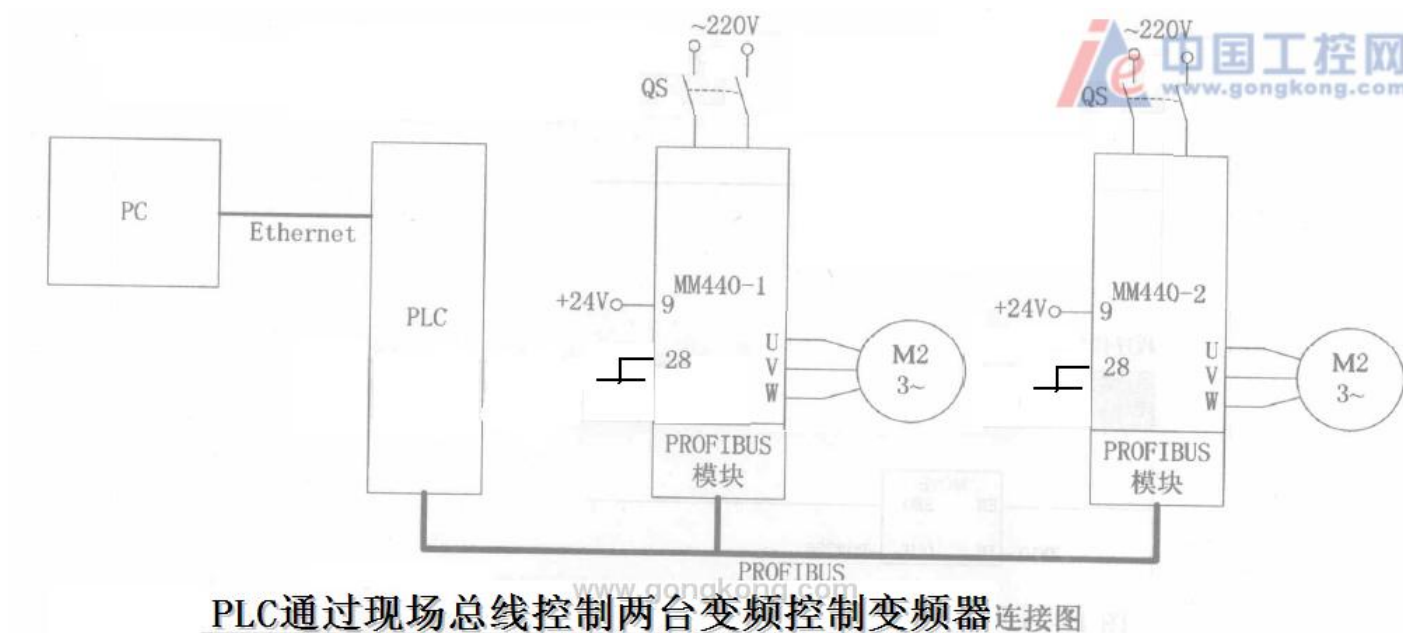 ~220V
QS
~220V
QS
中国工控网
www.gongkong.com
PC
Ethernet
PLC
MM440-1
+24V
9
28
U
V
W
M2
3~
PROFIBUS
模块
MM440-2
+24V
9
28
U
V
W
M2
3~
PROFIBUS
模块
PROFIBUS
www.gongkong.com
PLC通过现场总线控制两台变频控制变频器连接图